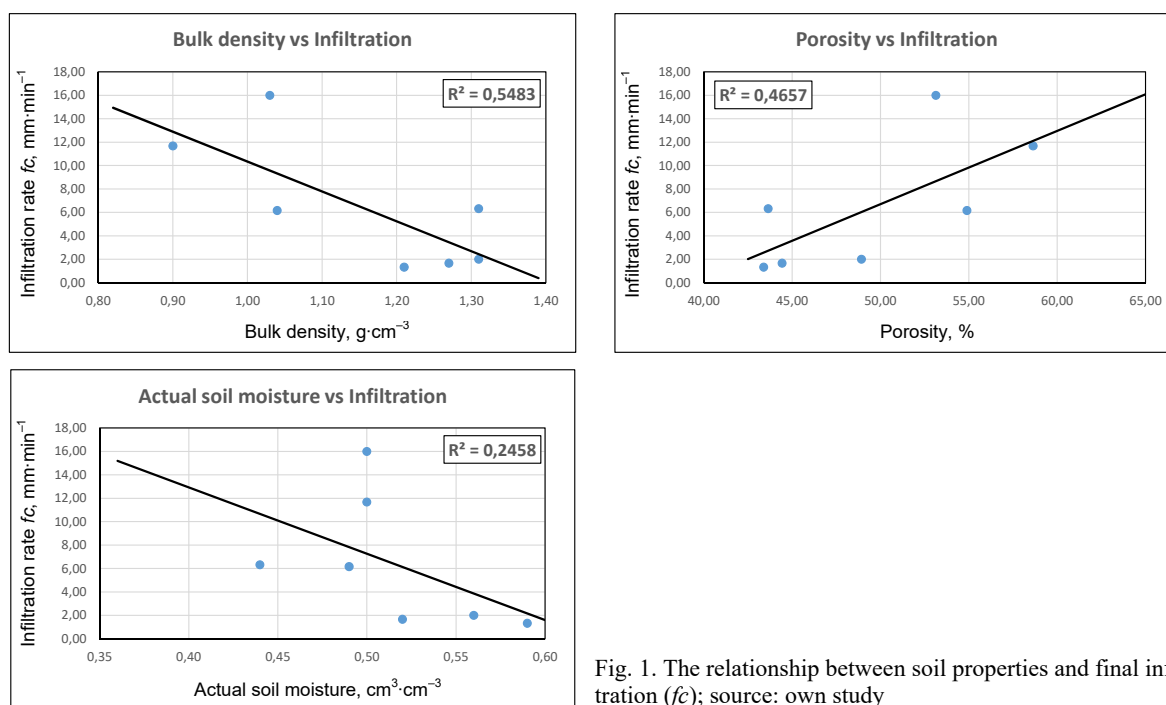 Bulk density vs Infiltration
Infiltration rate fc, mm·min⁻¹
18,00
16,00
14,00
12,00
10,00
8,00
6,00
4,00
2,00
0,00
R² = 0,5483
0,80 0,90 1,00 1,10 1,20 1,30 1,40
Bulk density, g·cm⁻³
Porosity vs Infiltration
Infiltration rate fc, mm·min⁻¹
18,00
16,00
14,00
12,00
10,00
8,00
6,00
4,00
2,00
0,00
R² = 0,4657
40,00 45,00 50,00 55,00 60,00 65,00
Porosity, %
Actual soil moisture vs Infiltration
Infiltration rate fc, mm·min⁻¹
18,00
16,00
14,00
12,00
10,00
8,00
6,00
4,00
2,00
0,00
R² = 0,2458
0,35 0,40 0,45 0,50 0,55 0,60
Actual soil moisture, cm³·cm⁻³
Fig. 1. The relationship between soil properties and final inf
tration (fc); source: own study